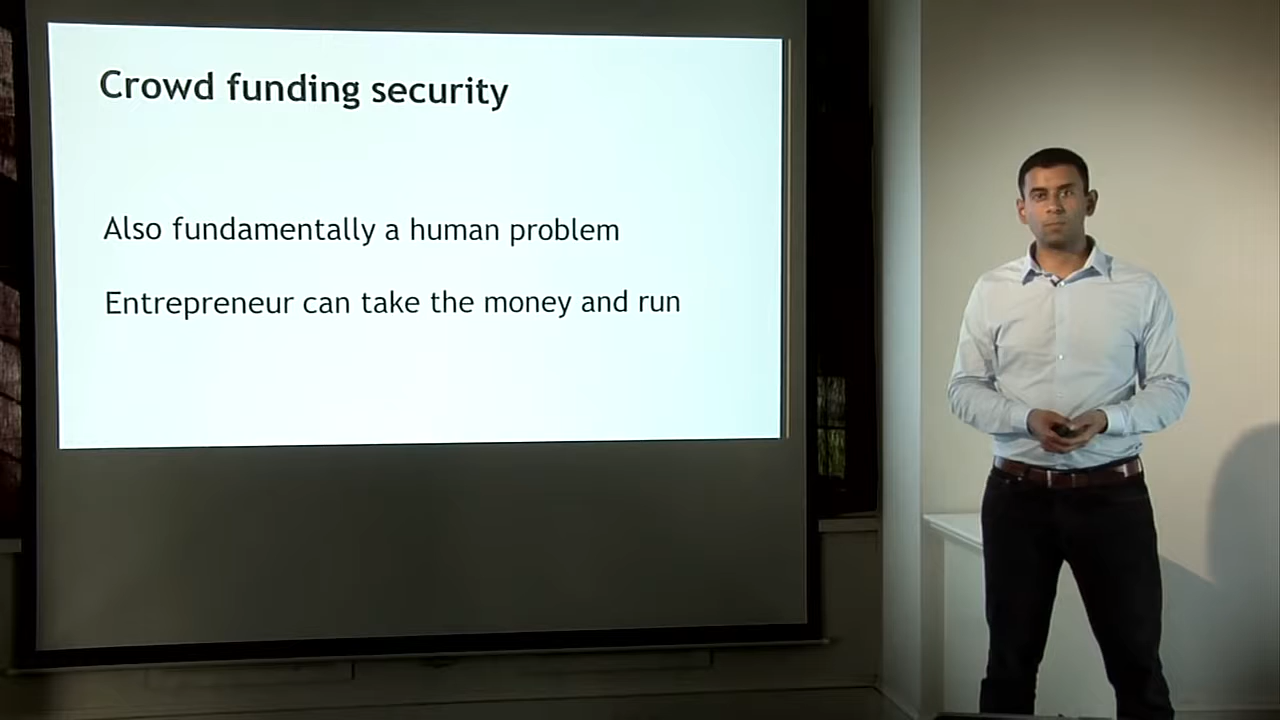 Crowd funding security
Also fundamentally a human problem
Entrepreneur can take the money and run